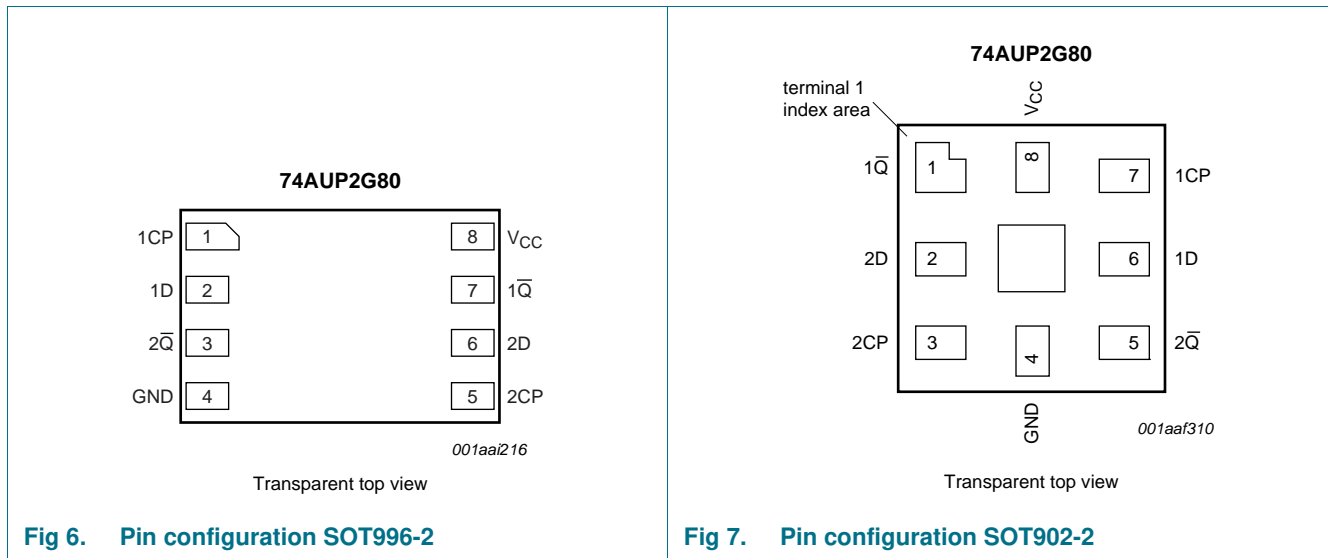 74AUP2G80
1CP 1 8 VCC
1D 2 7 1Q̅
2Q̅ 3 6 2D
GND 4 5 2CP
001aai216
Transparent top view
Fig 6. Pin configuration SOT996-2
74AUP2G80
terminal 1
index area
VCC
1Q̅ 1 8 7 1CP
2D 2 6 1D
2CP 3 4 5 2Q̅
GND
001aaf310
Transparent top view
Fig 7. Pin configuration SOT902-2